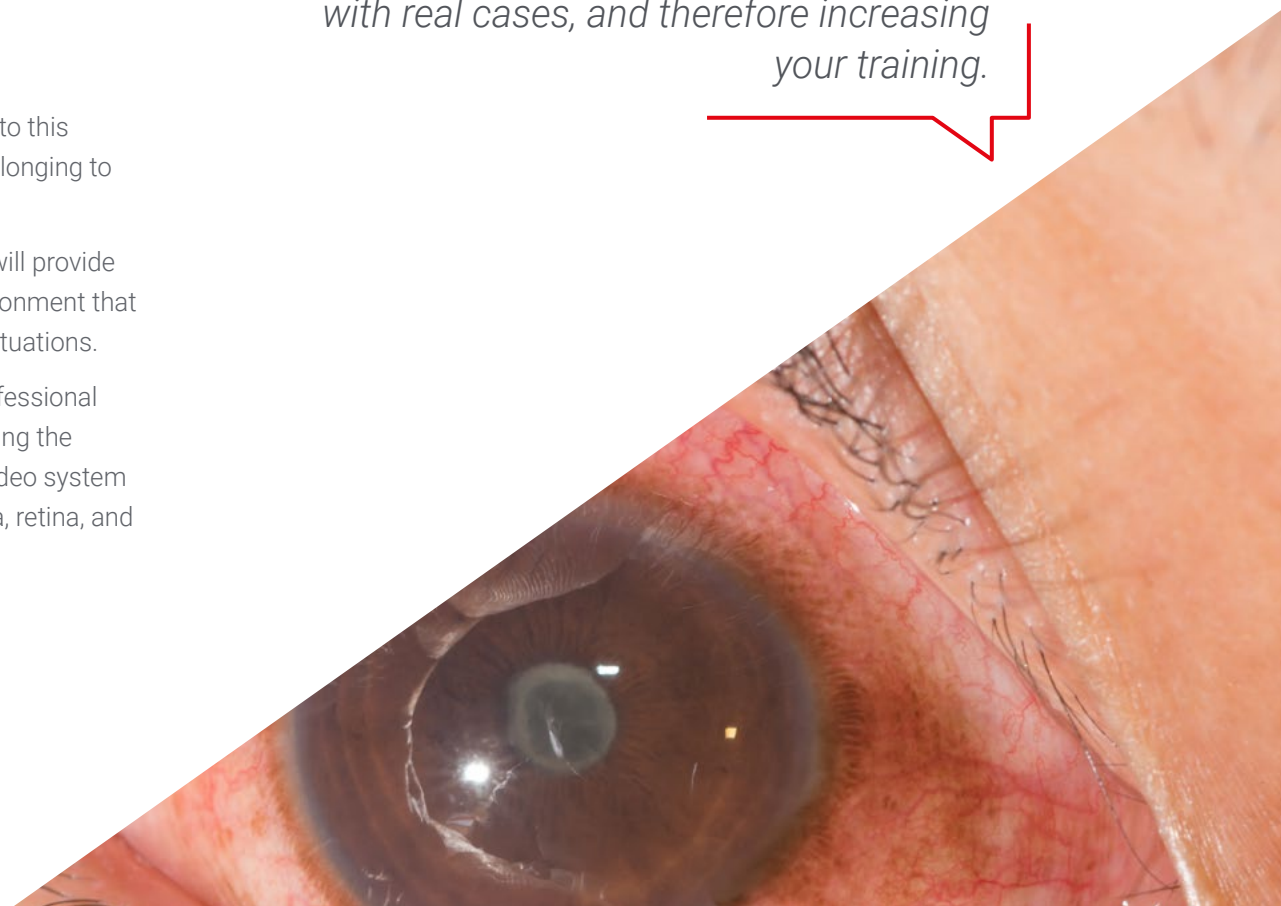 with real cases, and therefore increasing
your training.
to this
longing to
will provide
onment that
tuations.
fessional
ng the
deo system
, retina, and